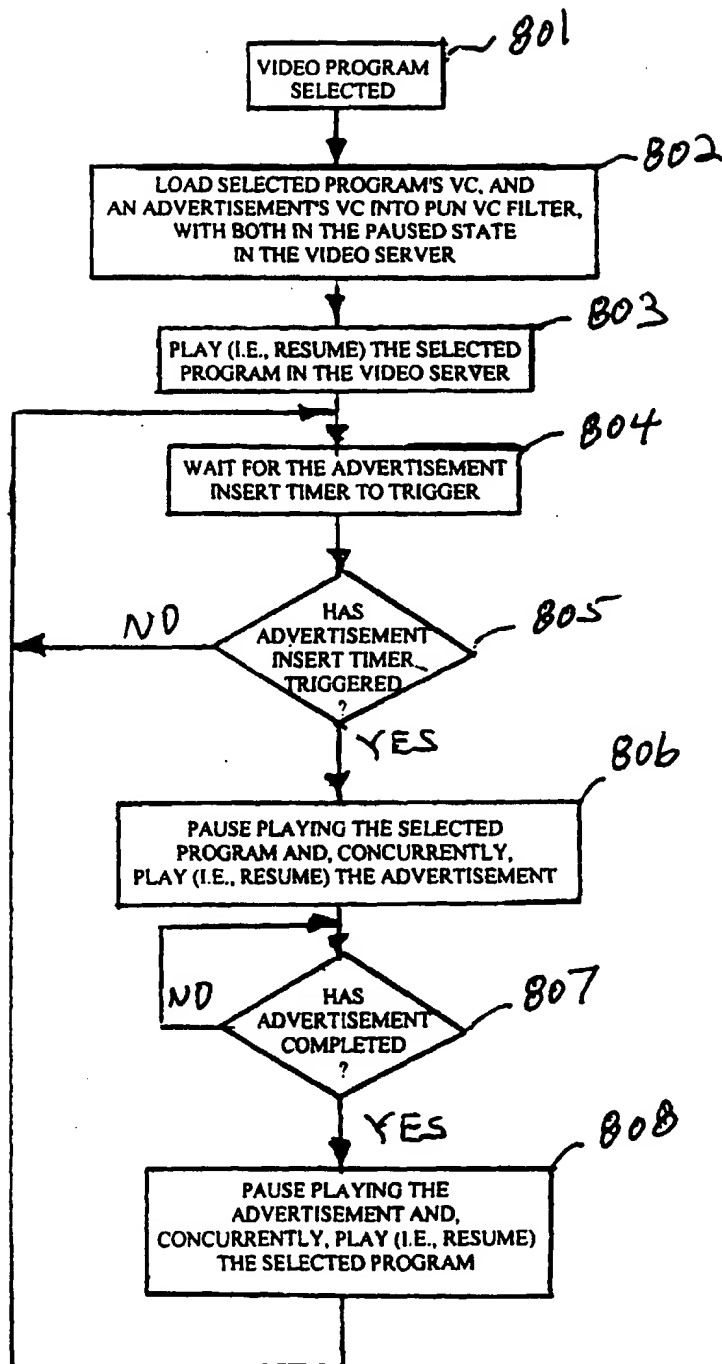 801
VIDEO PROGRAM
SELECTED
802
LOAD SELECTED PROGRAM'S VC, AND
AN ADVERTISEMENT'S VC INTO PUN VC FILTER,
WITH BOTH IN THE PAUSED STATE
IN THE VIDEO SERVER
803
PLAY (I.E., RESUME) THE SELECTED
PROGRAM IN THE VIDEO SERVER
804
WAIT FOR THE ADVERTISEMENT
INSERT TIMER TO TRIGGER
805
HAS
ADVERTISEMENT
INSERT TIMER
TRIGGERED
?
NO
YES
806
PAUSE PLAYING THE SELECTED
PROGRAM AND, CONCURRENTLY,
PLAY (I.E., RESUME) THE ADVERTISEMENT
807
HAS
ADVERTISEMENT
COMPLETED
?
NO
YES
808
PAUSE PLAYING THE
ADVERTISEMENT AND,
CONCURRENTLY, PLAY (I.E., RESUME)
THE SELECTED PROGRAM